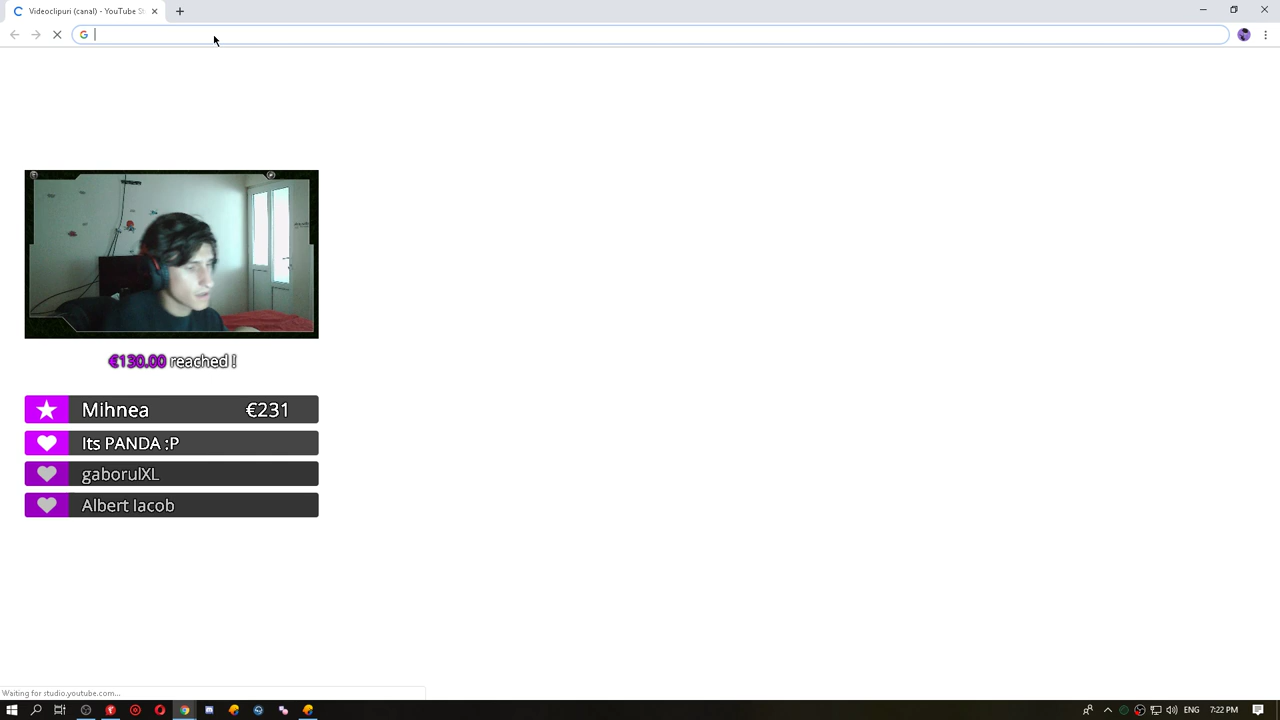 Videoclipuri (canal) - YouTube S
€130.00 reached !
Mihnea €231
Its PANDA :P
gaborulXL
Albert Iacob
Waiting for studio.youtube.com...
ENG 7:22 PM